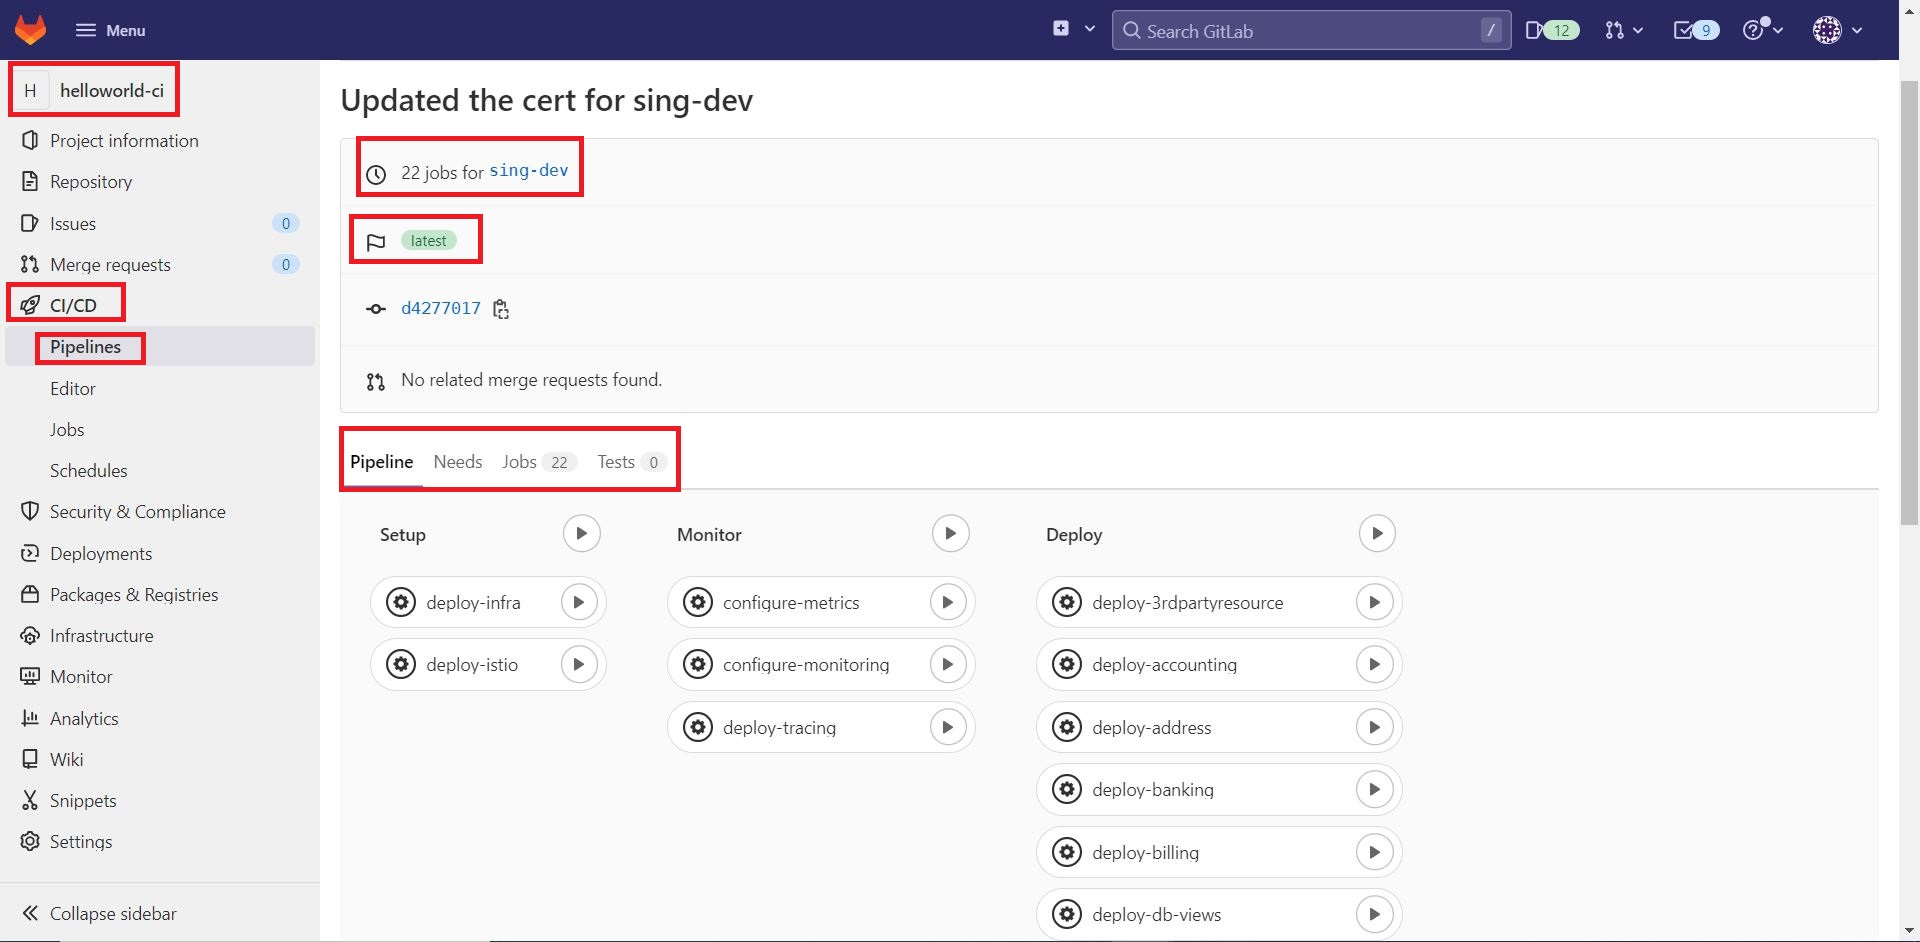 Menu
Search GitLab
/
12
9
H helloworld-ci
Project information
Repository
Issues 0
Merge requests 0
CI/CD
Pipelines
Editor
Jobs
Schedules
Security & Compliance
Deployments
Packages & Registries
Infrastructure
Monitor
Analytics
Wiki
Snippets
Settings
Collapse sidebar
Updated the cert for sing-dev
22 jobs for sing-dev
latest
d4277017
No related merge requests found.
Pipeline Needs Jobs 22 Tests 0
Setup
deploy-infra
deploy-istio
Monitor
configure-metrics
configure-monitoring
deploy-tracing
Deploy
deploy-3rdpartyresource
deploy-accounting
deploy-address
deploy-banking
deploy-billing
deploy-db-views